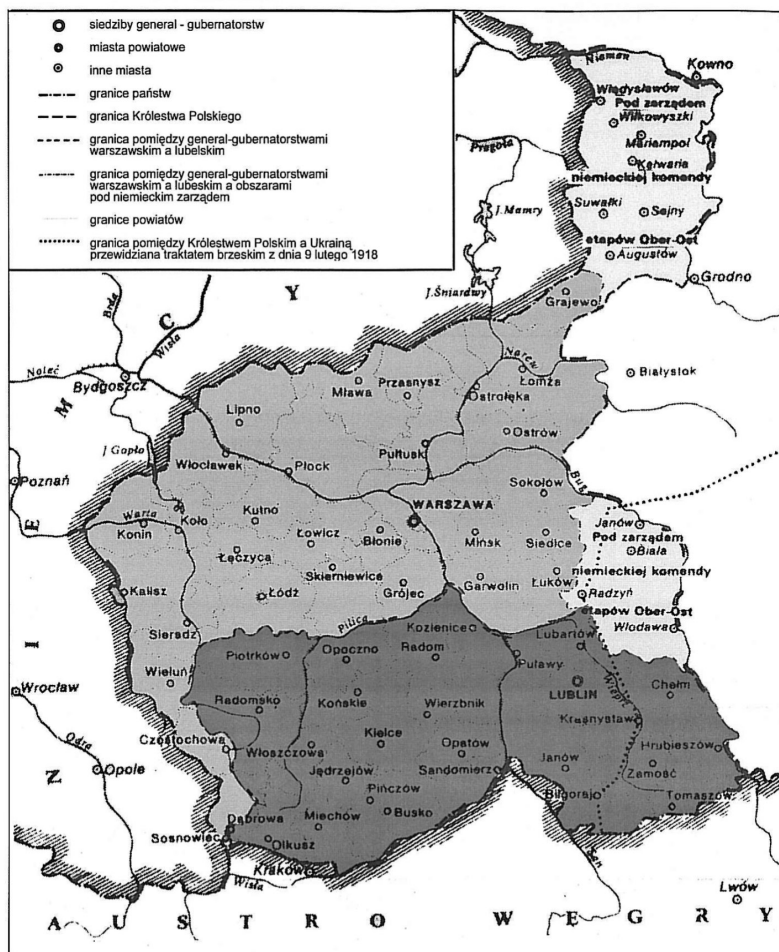 siedziby general - gubernatorstw
miasta powiatowe
inne miasta
granice państw
granica Królestwa Polskiego
granica pomiędzy general-gubernatorstwami
warszawskim a lubelskim
granica pomiędzy general-gubernatorstwami
warszawskim a lubeskim a obszarami
pod niemieckim zarządem
granice powiatów
granica pomiędzy Królestwem Polskim a Ukrainą
przewidziana traktatem brzeskim z dnia 9 lutego 1918
Niemen
Kowno
Władysławów
Pod zarządem
Wiłkowyszki
Mariampol
Pregoła
Kalwaria
niemieckiej komendy
J.Mamry
Suwałki
Sejny
etapów Ober-Ost
Augustów
Grodno
J.Śniardwy
Grajewo
N I E M C Y
Brda
Wisła
Noteć
Bydgoszcz
Narew
Mława
Przasnysz
Łomża
Białystok
Ostrołęka
Lipno
Ostrów
J Gopło
Pułtusk
Włocławek
Płock
Bug
Poznań
Sokołów
Warta
Koło
Kutno
WARSZAWA
Janów
Konin
Łowicz
Błonie
Mińsk
Siedlce
Pod zarządem
Biała
Łęczyca
Skierniewice
niemieckiej komendy
Kalisz
Łódź
Grójec
Garwolin
Łuków
Radzyń
etapów Ober-Ost
Sieradz
Pilica
Kozienice
Włodawa
Lubartów
Piotrków
Opoczno
Radom
Puławy
Wieluń
Wieprz
Wrocław
Radomsko
Końskie
Wierzbnik
LUBLIN
Chełm
Krasnystaw
Odra
Częstochowa
Włoszczowa
Kielce
Opatów
Hrubieszów
Opole
Jędrzejów
Sandomierz
Janów
Zamość
Pińczów
Biłgoraj
Tomaszów
Dąbrowa
Miechów
Busko
Sosnowiec
Olkusz
Kraków
San
Wisła
Lwów
A U S T R O W E G R Y